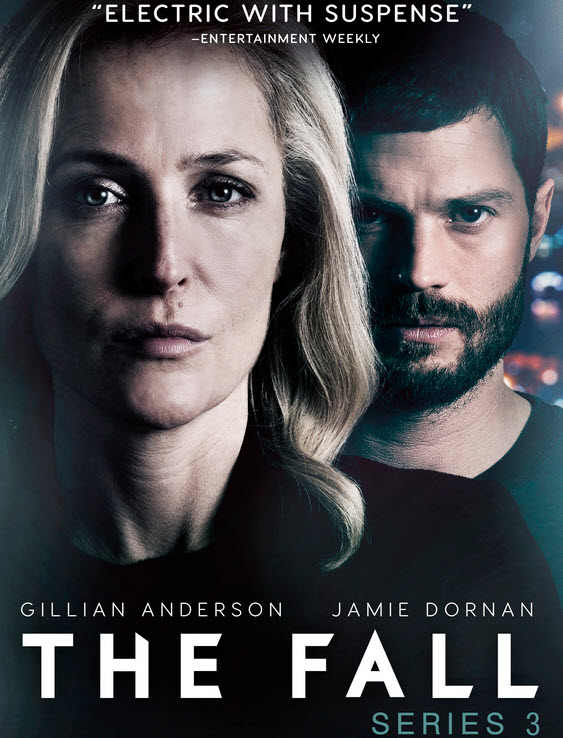 “ELECTRIC WITH SUSPENSE”
–ENTERTAINMENT WEEKLY
GILLIAN ANDERSON JAMIE DORNAN
THE FALL
SERIES 3